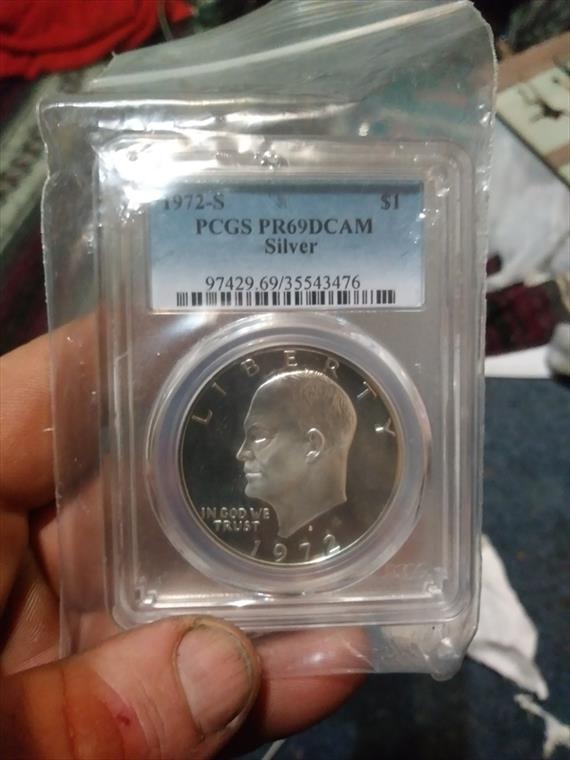 1972-S $1
PCGS PR69DCAM
Silver
97429.69/35543476
LIBERTY
IN GOD WE
TRUST
1972